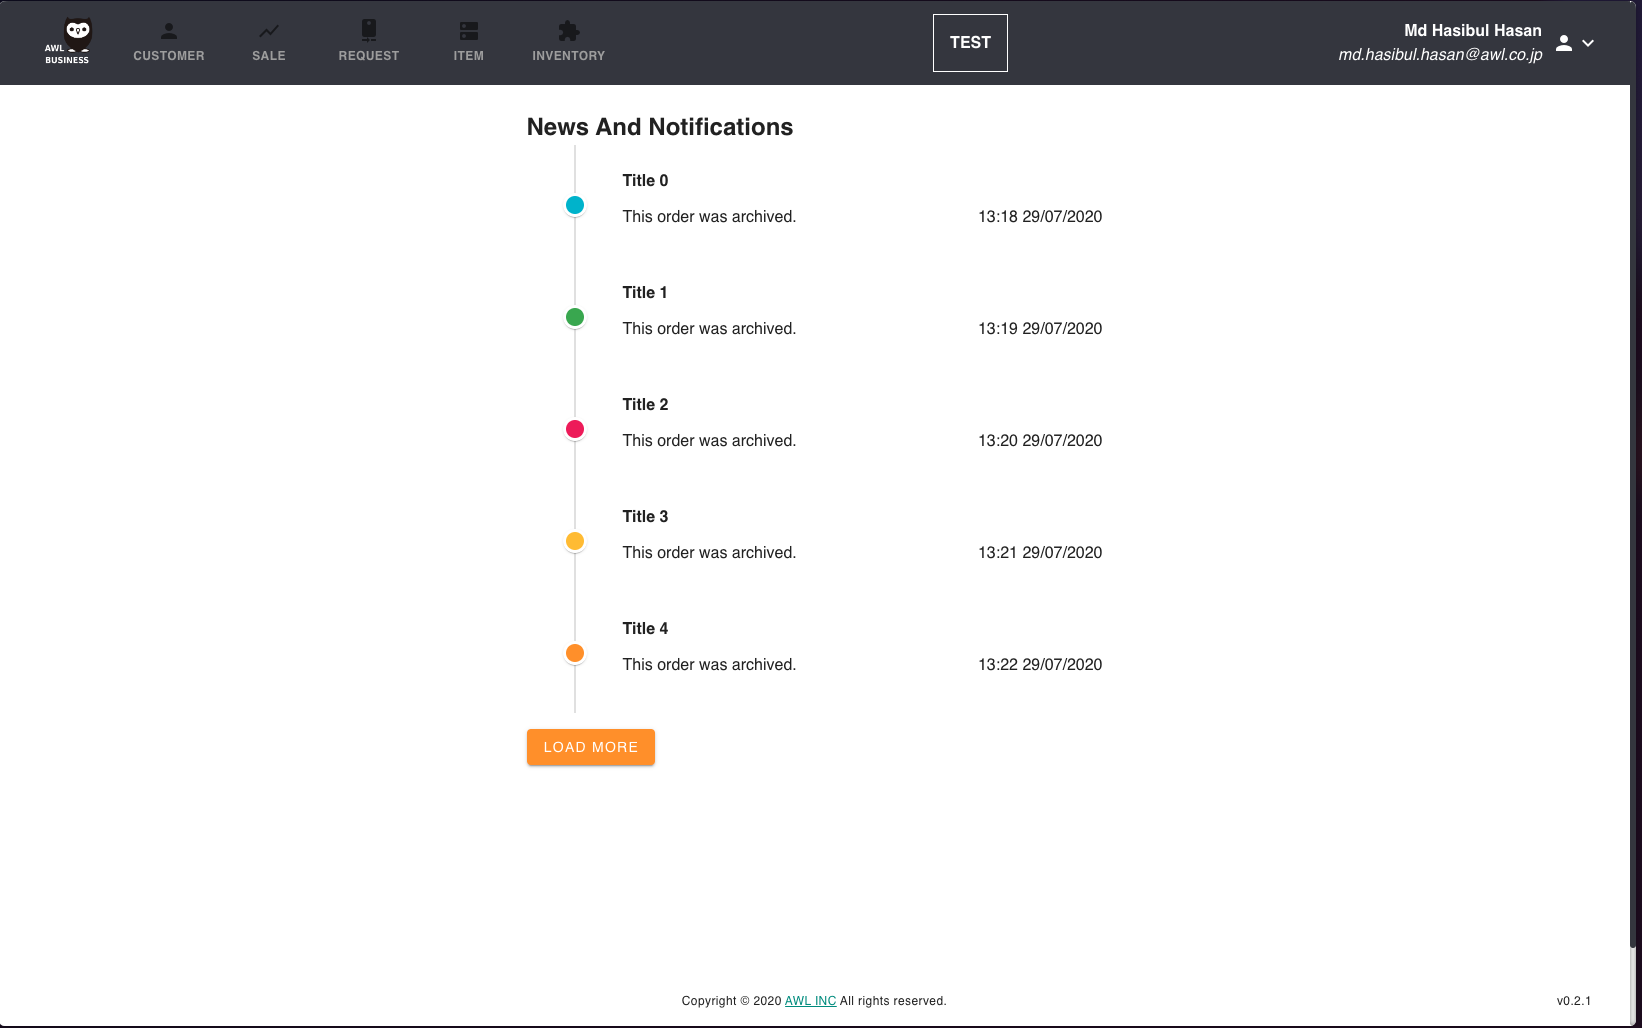 AWL
BUSINESS
CUSTOMER
SALE
REQUEST
ITEM
INVENTORY
TEST
Md Hasibul Hasan
md.hasibul.hasan@awl.co.jp
News And Notifications
Title 0
This order was archived. 13:18 29/07/2020
Title 1
This order was archived. 13:19 29/07/2020
Title 2
This order was archived. 13:20 29/07/2020
Title 3
This order was archived. 13:21 29/07/2020
Title 4
This order was archived. 13:22 29/07/2020
LOAD MORE
Copyright © 2020 AWL INC All rights reserved.
v0.2.1